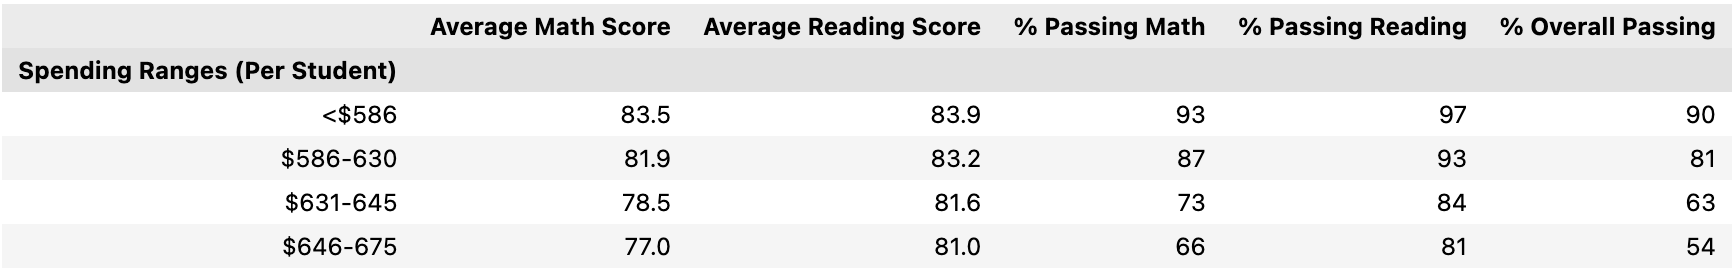 Average Math Score Average Reading Score % Passing Math % Passing Reading % Overall Passing
Spending Ranges (Per Student)
<$586 83.5 83.9 93 97 90
$586-630 81.9 83.2 87 93 81
$631-645 78.5 81.6 73 84 63
$646-675 77.0 81.0 66 81 54